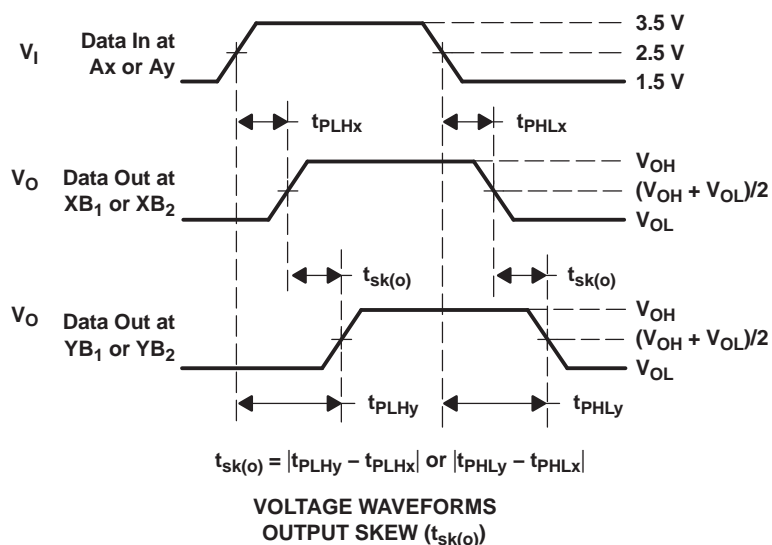 V_I
Data In at
Ax or Ay
3.5 V
2.5 V
1.5 V
t_PLHx
t_PHLx
V_O
Data Out at
XB_1 or XB_2
V_OH
(V_OH + V_OL)/2
V_OL
t_sk(o)
t_sk(o)
V_O
Data Out at
YB_1 or YB_2
V_OH
(V_OH + V_OL)/2
V_OL
t_PLHy
t_PHLy
t_sk(o) = |t_PLHy – t_PLHx| or |t_PHLy – t_PHLx|
VOLTAGE WAVEFORMS
OUTPUT SKEW (t_sk(o))